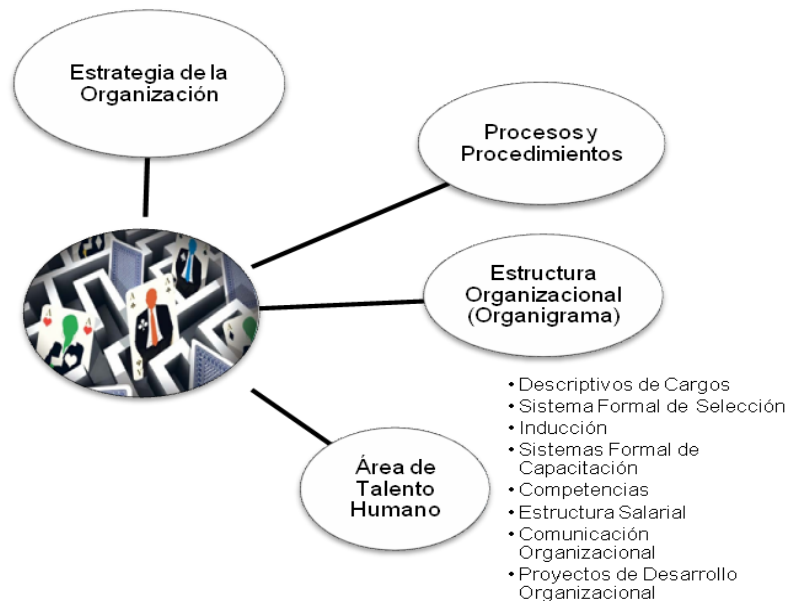 Estrategia de la
Organización
Procesos y
Procedimientos
Estructura
Organizacional
(Organigrama)
Área de
Talento
Humano
• Descriptivos de Cargos
• Sistema Formal de Selección
• Inducción
• Sistemas Formal de
Capacitación
• Competencias
• Estructura Salarial
• Comunicación
Organizacional
• Proyectos de Desarrollo
Organizacional